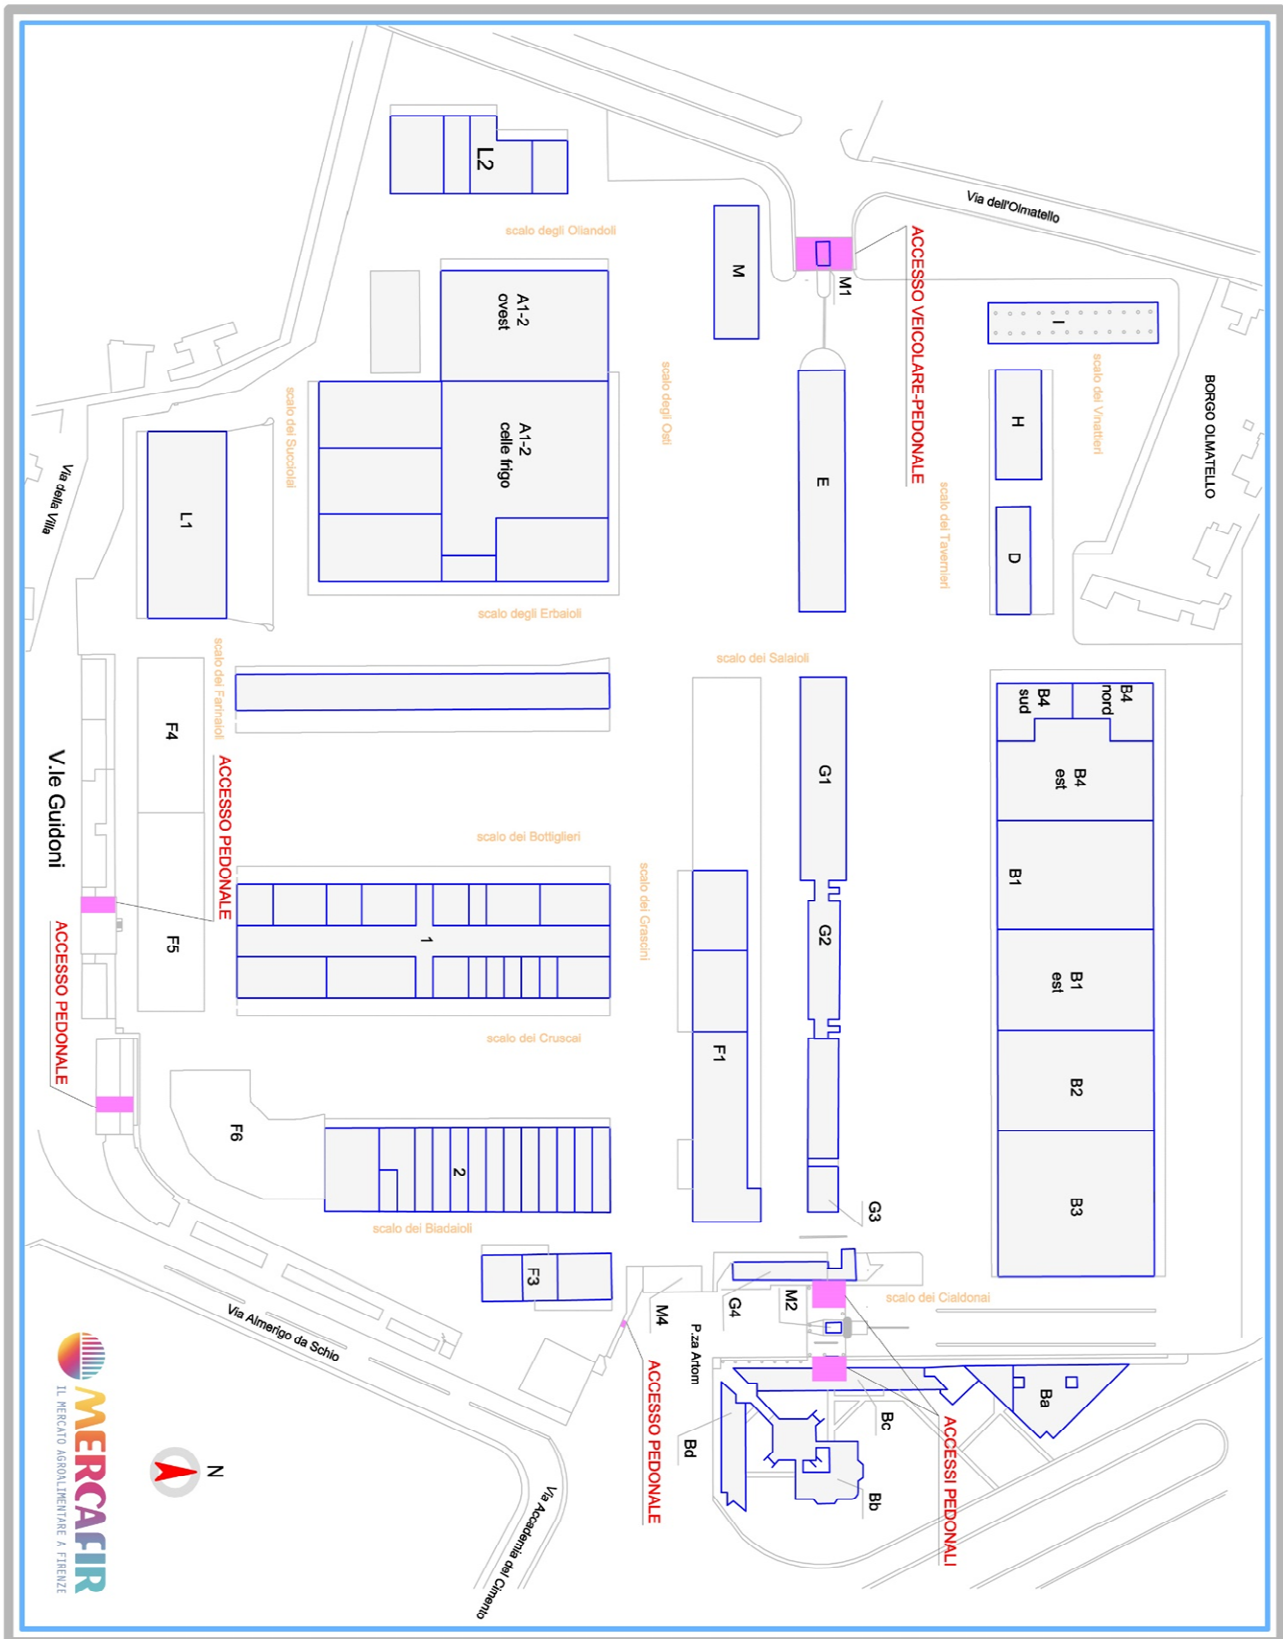 Via dell'Olmatello
BORGO OLMATELLO
ACCESSO VEICOLARE-PEDONALE
M1
M
L2
scalo degli Oliandoli
I
scalo dei Vinattieri
H
D
scalo dei Tavernieri
E
scalo degli Osti
A1-2
ovest
A1-2
celle frigo
scalo dei Succiolai
scalo degli Erbaioli
L1
Via della Villa
scalo dei Salaioli
B4
nord
B4
sud
B4
est
B1
B1
est
B2
B3
G1
G2
G3
F1
scalo dei Farinaioli
F4
F5
ACCESSO PEDONALE
V.le Guidoni
ACCESSO PEDONALE
scalo dei Bottiglieri
1
scalo dei Grascini
scalo dei Cruscai
F6
2
scalo dei Biadaioli
F3
M4
P.za Artom
G4
M2
scalo dei Cialdonai
ACCESSO PEDONALE
Bd
Bc
Bb
Ba
ACCESSI PEDONALI
Via Almerigo da Schio
Via Accademia del Cimento
N
MERCAFIR
IL MERCATO AGROALIMENTARE A FIRENZE